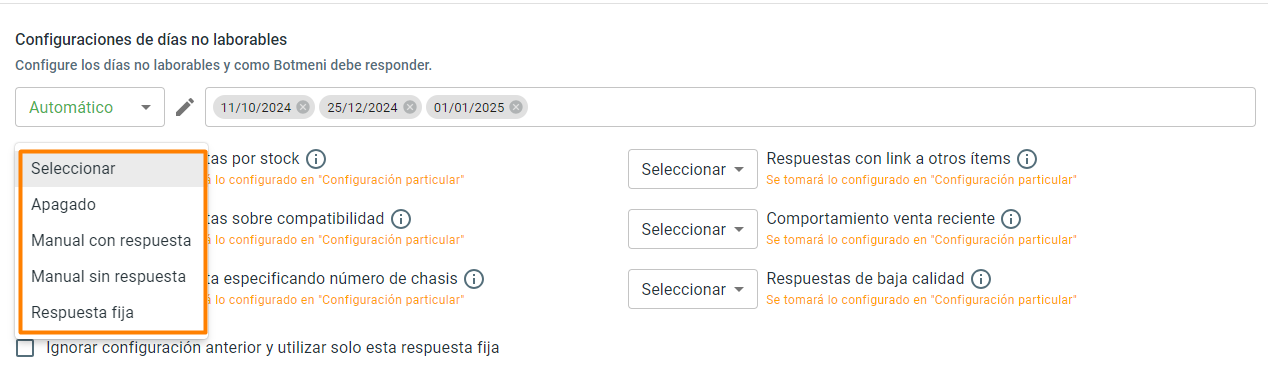 Configuraciones de días no laborables
Configure los días no laborables y como Botmeni debe responder.
Automático
11/10/2024
25/12/2024
01/01/2025
Seleccionar
Apagado
Manual con respuesta
Manual sin respuesta
Respuesta fija
tas por stock
á lo configurado en "Configuración particular"
Seleccionar
Respuestas con link a otros ítems
Se tomará lo configurado en "Configuración particular"
tas sobre compatibilidad
á lo configurado en "Configuración particular"
Seleccionar
Comportamiento venta reciente
Se tomará lo configurado en "Configuración particular"
ta especificando número de chasis
á lo configurado en "Configuración particular"
Seleccionar
Respuestas de baja calidad
Se tomará lo configurado en "Configuración particular"
Ignorar configuración anterior y utilizar solo esta respuesta fija